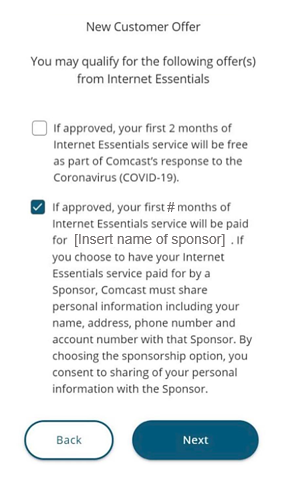 New Customer Offer
You may qualify for the following offer(s)
from Internet Essentials
If approved, your first 2 months of
Internet Essentials service will be free
as part of Comcast's response to the
Coronavirus (COVID-19).
If approved, your first # months of
Internet Essentials service will be paid
for [Insert name of sponsor] . If
you choose to have your Internet
Essentials service paid for by a
Sponsor, Comcast must share
personal information including your
name, address, phone number and
account number with that Sponsor. By
choosing the sponsorship option, you
consent to sharing of your personal
information with the Sponsor.
Back Next